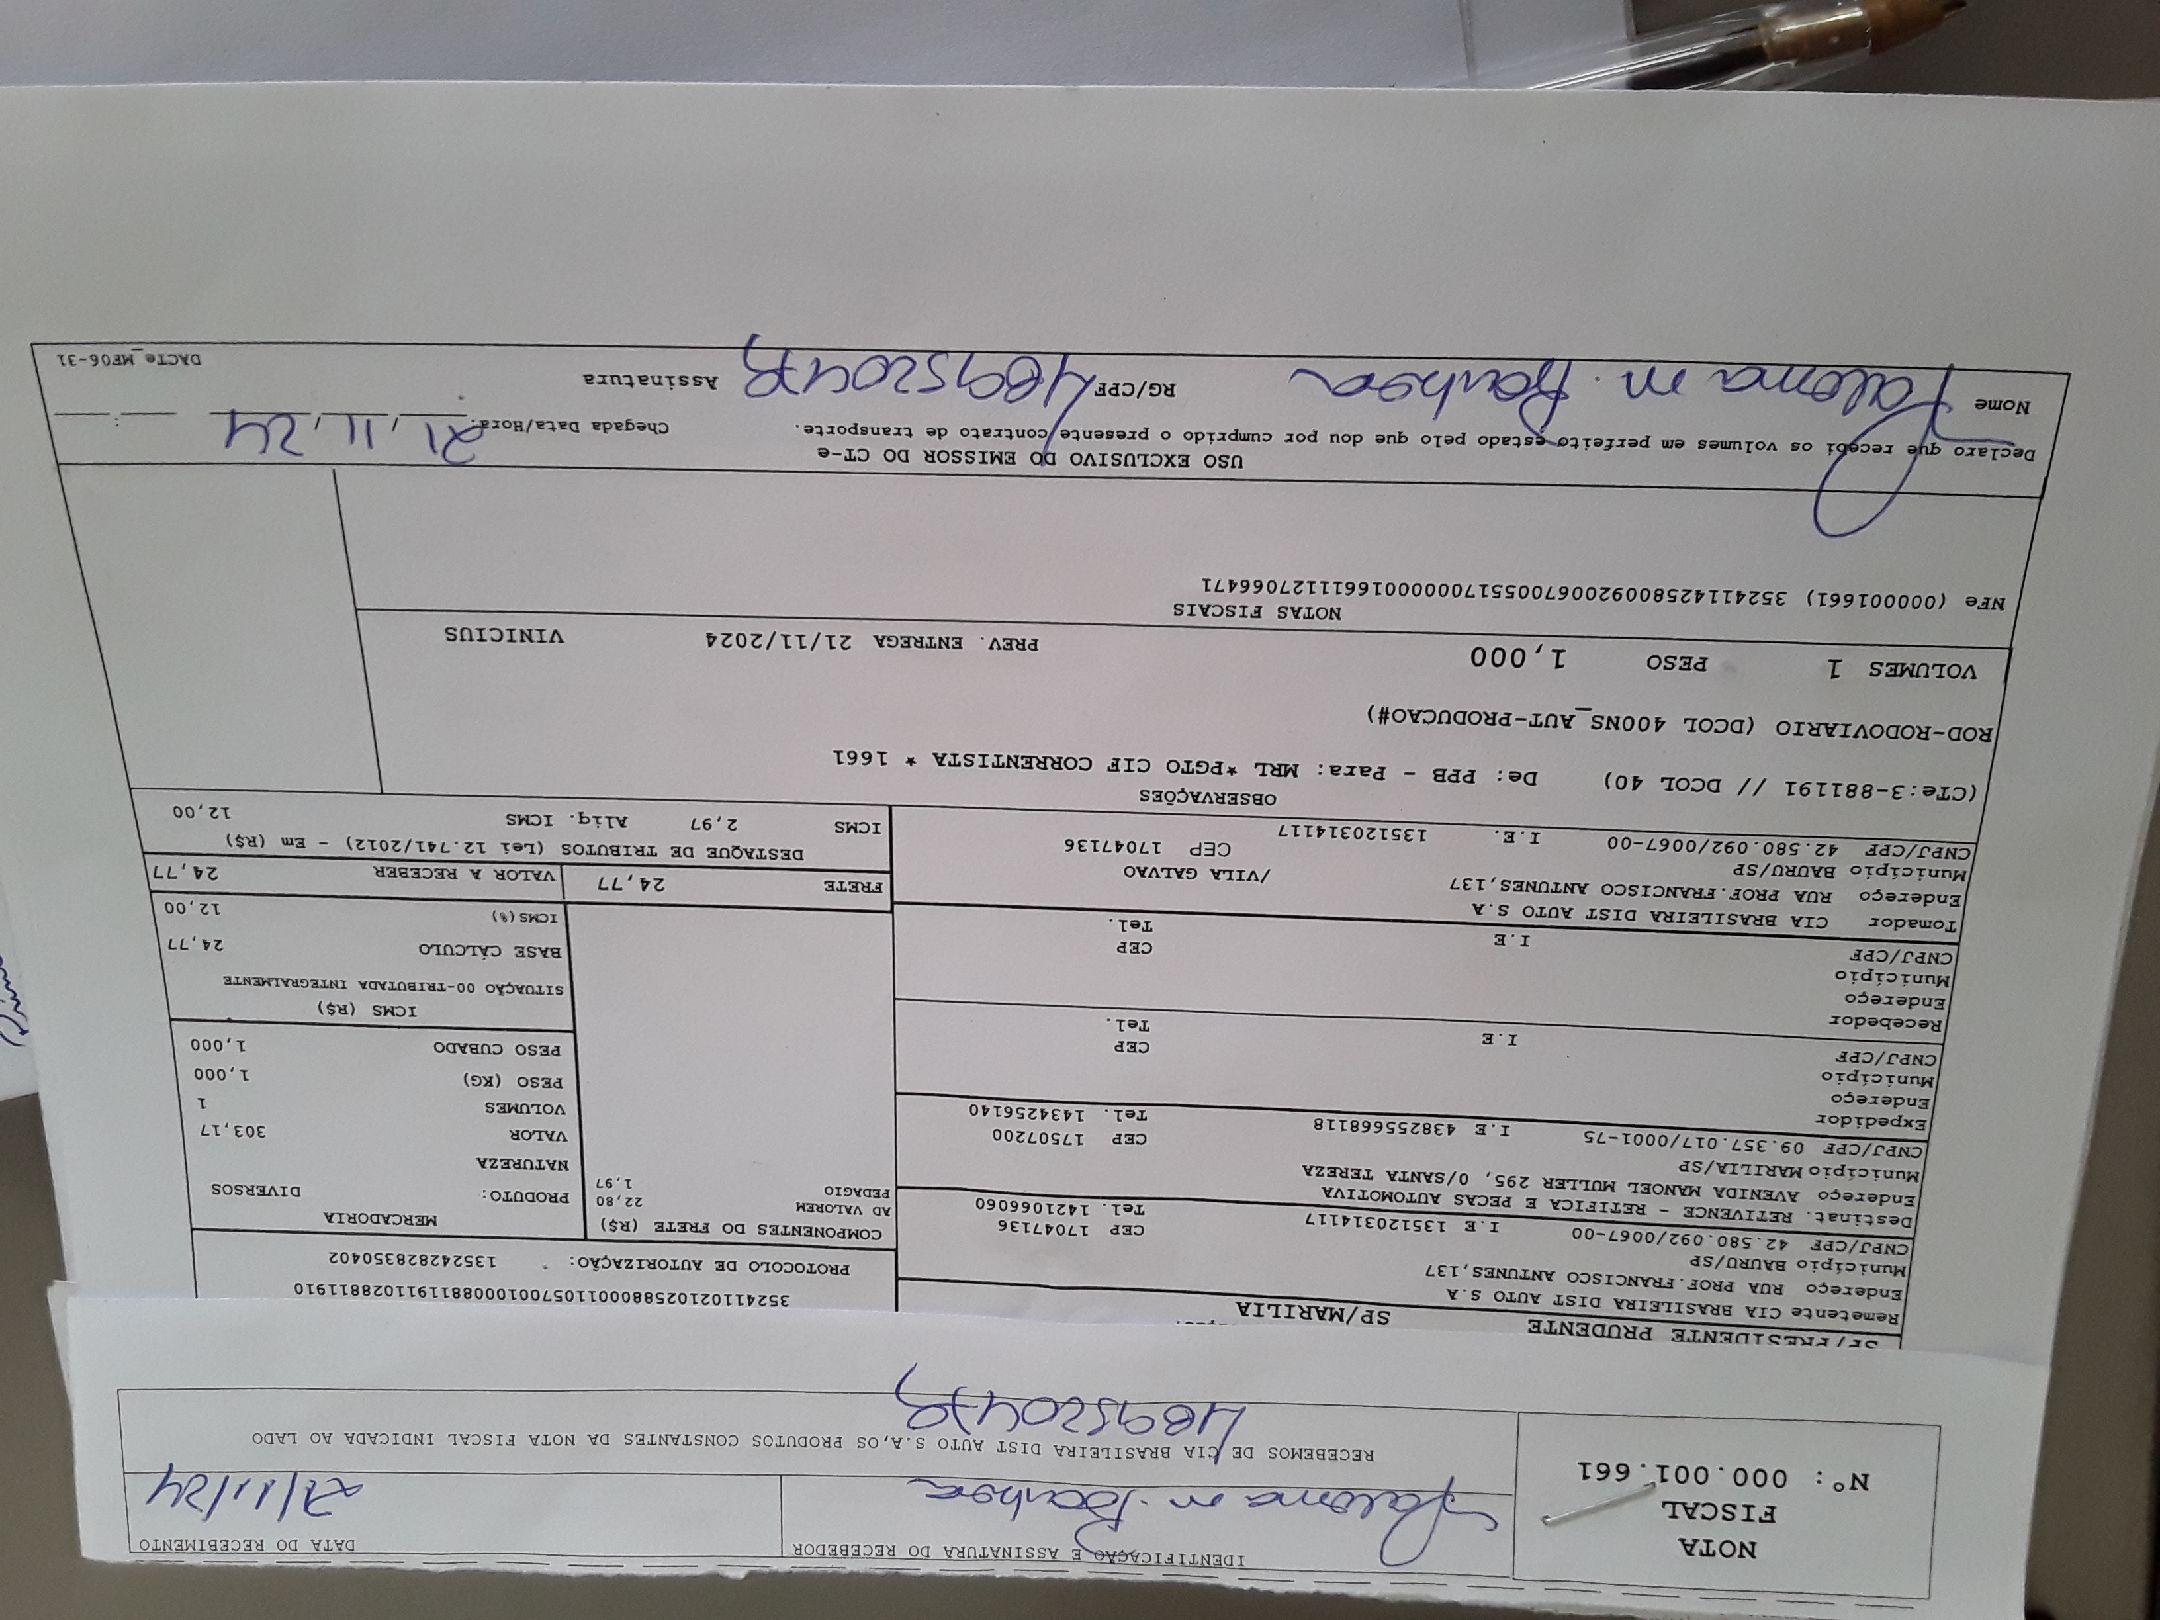 NOTA
FISCAL
Nº: 000.001.661
IDENTIFICAÇÃO E ASSINATURA DO RECEBEDOR
Paloma m. Barbosa
DATA DO RECEBIMENTO
21/11/24
RECEBEMOS DE CIA BRASILEIRA DIST AUTO S.A,OS PRODUTOS CONSTANTES DA NOTA FISCAL INDICADA AO LADO
SP/PRESIDENTE PRUDENTE SP/MARILIA
Remetente CIA BRASILEIRA DIST AUTO S.A
Endereço RUA PROF.FRANCISCO ANTUNES,137
Município BAURU/SP CEP 17047136
CNPJ/CPF 42.580.092/0067-00 I.E 135120314117 Tel. 1421066060
Destinat. RETIVENCE - RETIFICA E PECAS AUTOMOTIVA
Endereço AVENIDA MANOEL MULLER 295, 0/SANTA TEREZA
Município MARILIA/SP CEP 17507200
CNPJ/CPF 09.357.017/0001-75 I.E 438255668118 Tel. 1434256140
Expedidor
Endereço
Município CEP
CNPJ/CPF I.E Tel.
Recebedor
Endereço
Município CEP
CNPJ/CPF I.E Tel.
Tomador CIA BRASILEIRA DIST AUTO S.A
Endereço RUA PROF.FRANCISCO ANTUNES,137 /VILA GALVAO
Município BAURU/SP CEP 17047136
CNPJ/CPF 42.580.092/0067-00 I.E. 135120314117
35241102102588000110570010008811911028811910
PROTOCOLO DE AUTORIZAÇÃO: 135242828350402
COMPONENTES DO FRETE (R$)
AD VALOREM 22,80
PEDAGIO 1,97
MERCADORIA
PRODUTO: DIVERSOS
NATUREZA
VALOR 303,17
VOLUMES 1
PESO (KG) 1,000
PESO CUBADO 1,000
ICMS (R$)
SITUAÇÃO 00-TRIBUTADA INTEGRALMENTE
BASE CÁLCULO 24,77
ICMS(%) 12,00
FRETE 24,77 VALOR A RECEBER 24,77
DESTAQUE DE TRIBUTOS (Lei 12.741/2012) - Em (R$)
ICMS 2,97 Aliq. ICMS 12,00
OBSERVAÇÕES
(CTe:3-881191 // DCOL 40) De: PPB - Para: MRL *PGTO CIF CORRENTISTA * 1661
ROD-RODOVIARIO (DCOL 400NS_AUT-PRODUCAO#)
VOLUMES 1 PESO 1,000 PREV. ENTREGA 21/11/2024 VINICIUS
NOTAS FISCAIS
NFe (000001661) 35241142580092006700551700000016611127066471
USO EXCLUSIVO DO EMISSOR DO CT-e
Declaro que recebi os volumes em perfeito estado pelo que dou por cumprido o presente contrato de transporte. Chegada Data/Hora: 21, 11, 24 :
Nome Paloma m. Barbosa RG/CPF Assinatura
DACTe_MF06-31